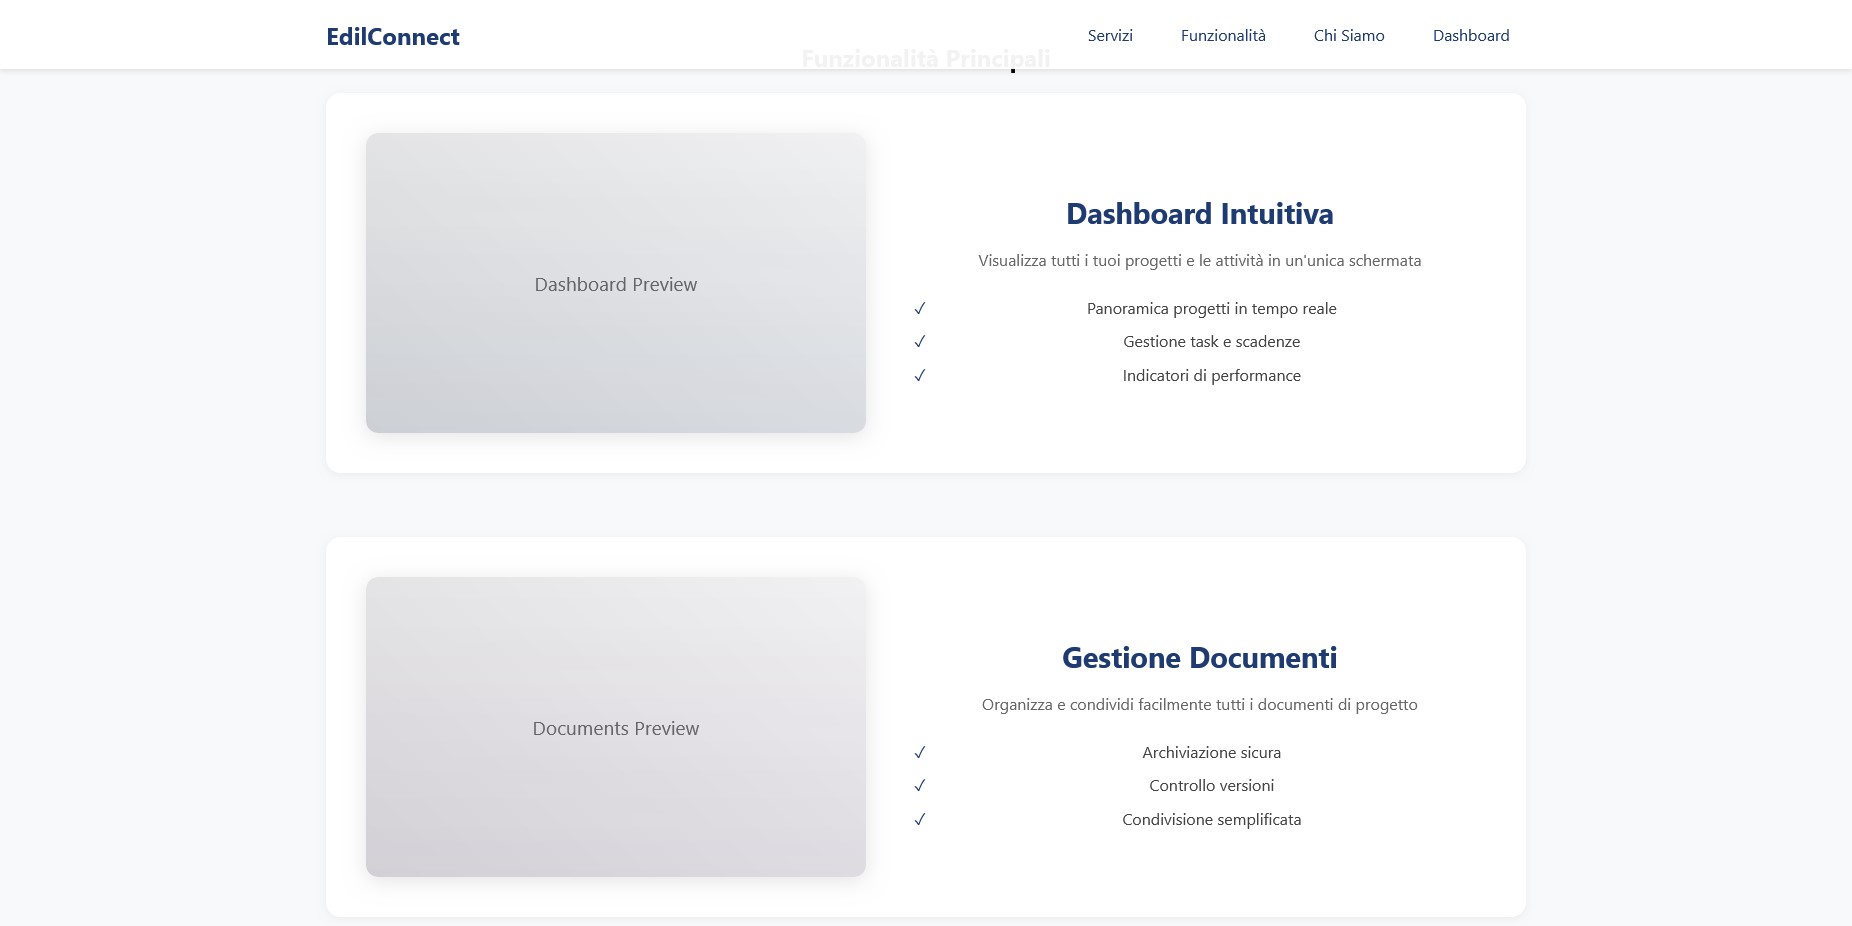 EdilConnect
Servizi
Funzionalità
Chi Siamo
Dashboard
Funzionalità Principali
Dashboard Preview
Dashboard Intuitiva
Visualizza tutti i tuoi progetti e le attività in un'unica schermata
✓ Panoramica progetti in tempo reale
✓ Gestione task e scadenze
✓ Indicatori di performance
Documents Preview
Gestione Documenti
Organizza e condividi facilmente tutti i documenti di progetto
✓ Archiviazione sicura
✓ Controllo versioni
✓ Condivisione semplificata